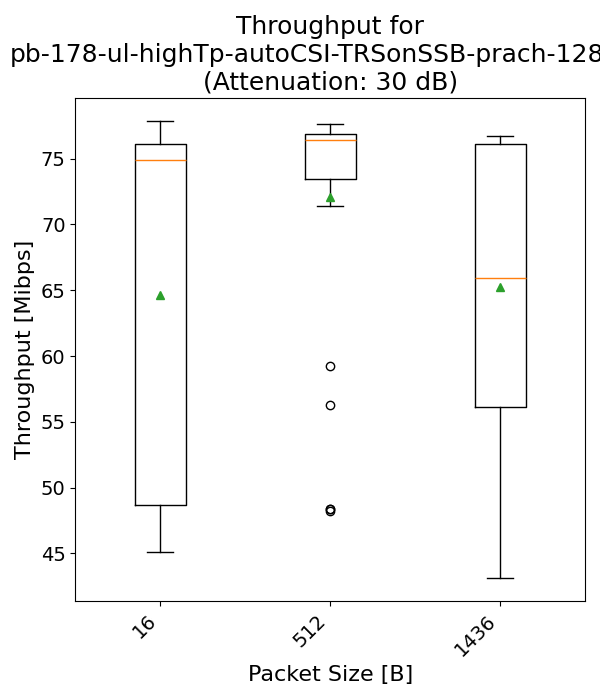 Throughput for
pb-178-ul-highTp-autoCSI-TRSonSSB-prach-128
(Attenuation: 30 dB)
Throughput [Mibps]
75
70
65
60
55
50
45
16
512
1436
Packet Size [B]